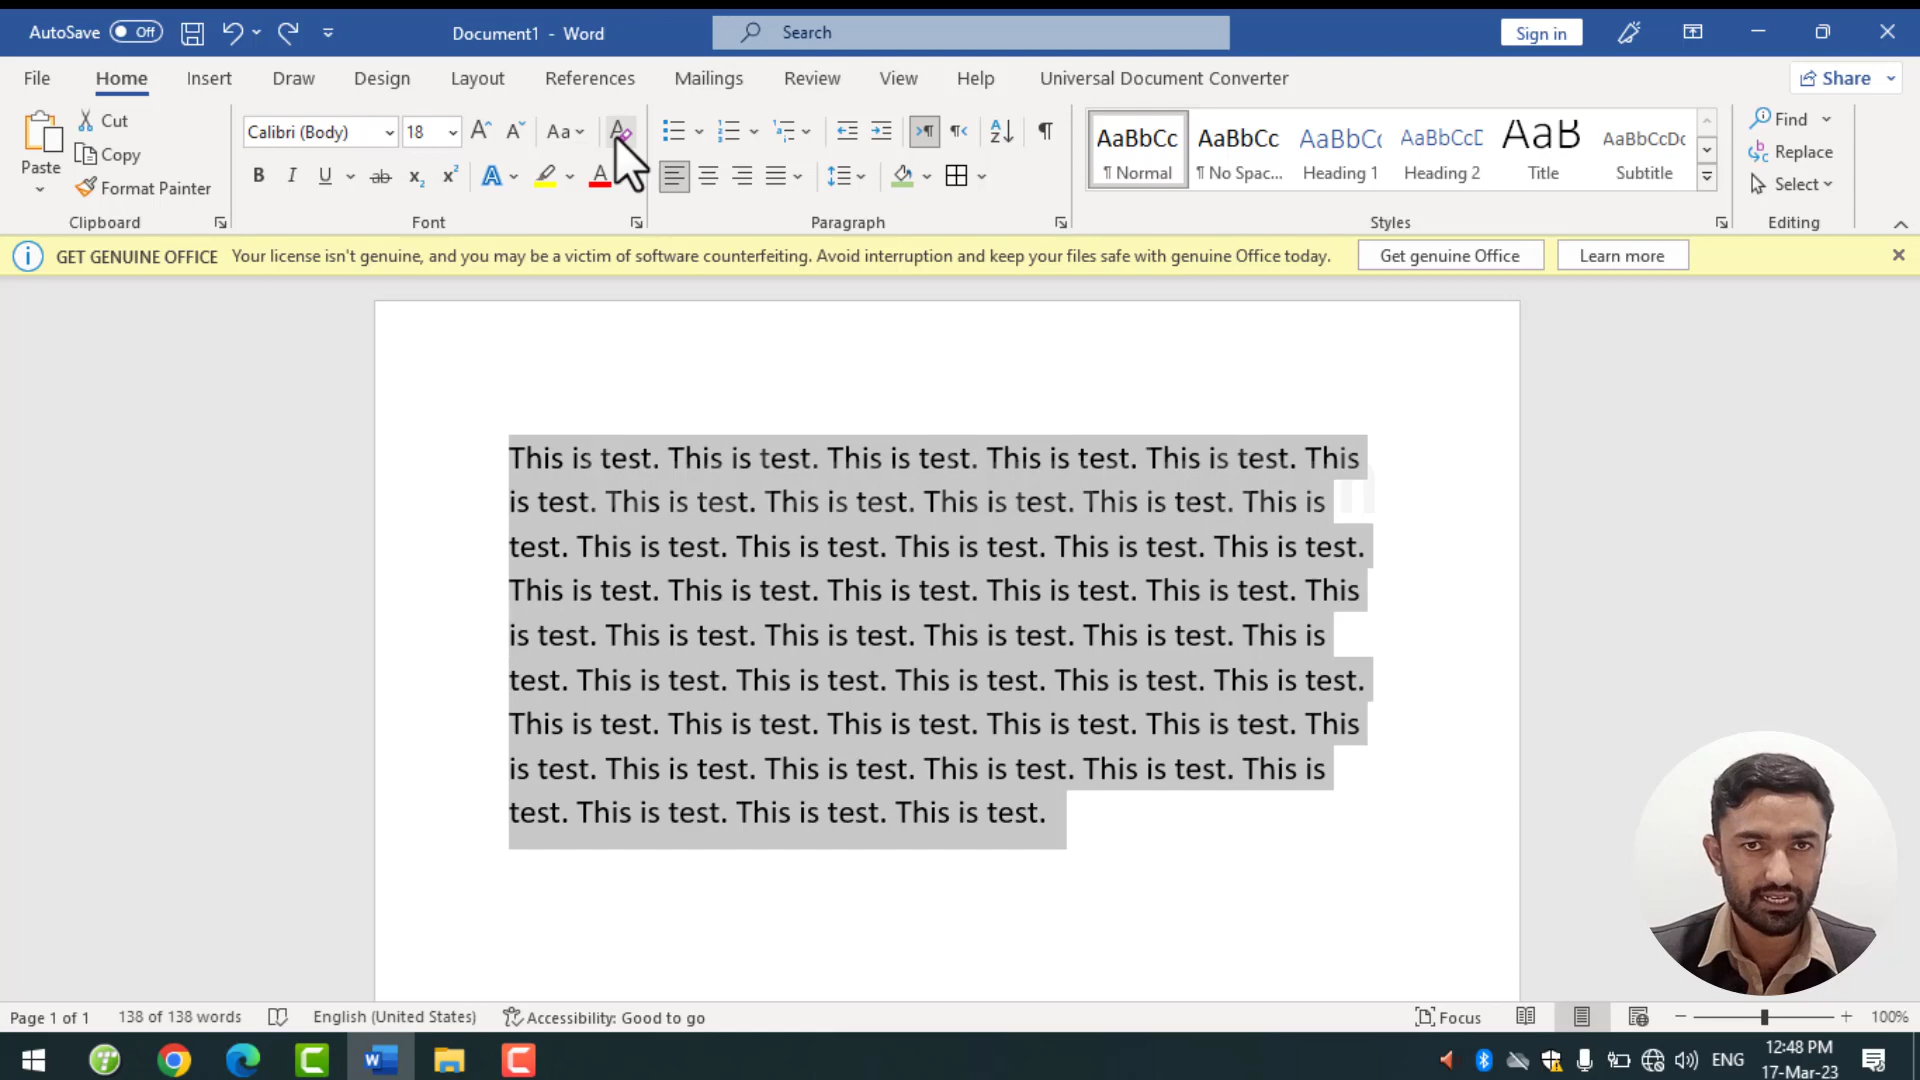 AutoSave Off Document1 - Word Search Sign in
File Home Insert Draw Design Layout References Mailings Review View Help Universal Document Converter Share
Paste
Cut
Copy
Format Painter
Clipboard
Calibri (Body) 18 Aa
Font
Paragraph
AaBbCc AaBbCc AaBbC AaBbCcD AaB AaBbCcD
¶ Normal ¶ No Spac... Heading 1 Heading 2 Title Subtitle
Styles
Find
Replace
Select
Editing
GET GENUINE OFFICE Your license isn't genuine, and you may be a victim of software counterfeiting. Avoid interruption and keep your files safe with genuine Office today. Get genuine Office Learn more
This is test. This is test. This is test. This is test. This is test. This
is test. This is test. This is test. This is test. This is test. This is
test. This is test. This is test. This is test. This is test. This is test.
This is test. This is test. This is test. This is test. This is test. This
is test. This is test. This is test. This is test. This is test. This is
test. This is test. This is test. This is test. This is test. This is test.
This is test. This is test. This is test. This is test. This is test. This
is test. This is test. This is test. This is test. This is test. This is
test. This is test. This is test. This is test.
Page 1 of 1 138 of 138 words English (United States) Accessibility: Good to go Focus 100%
ENG 12:48 PM
17-Mar-23